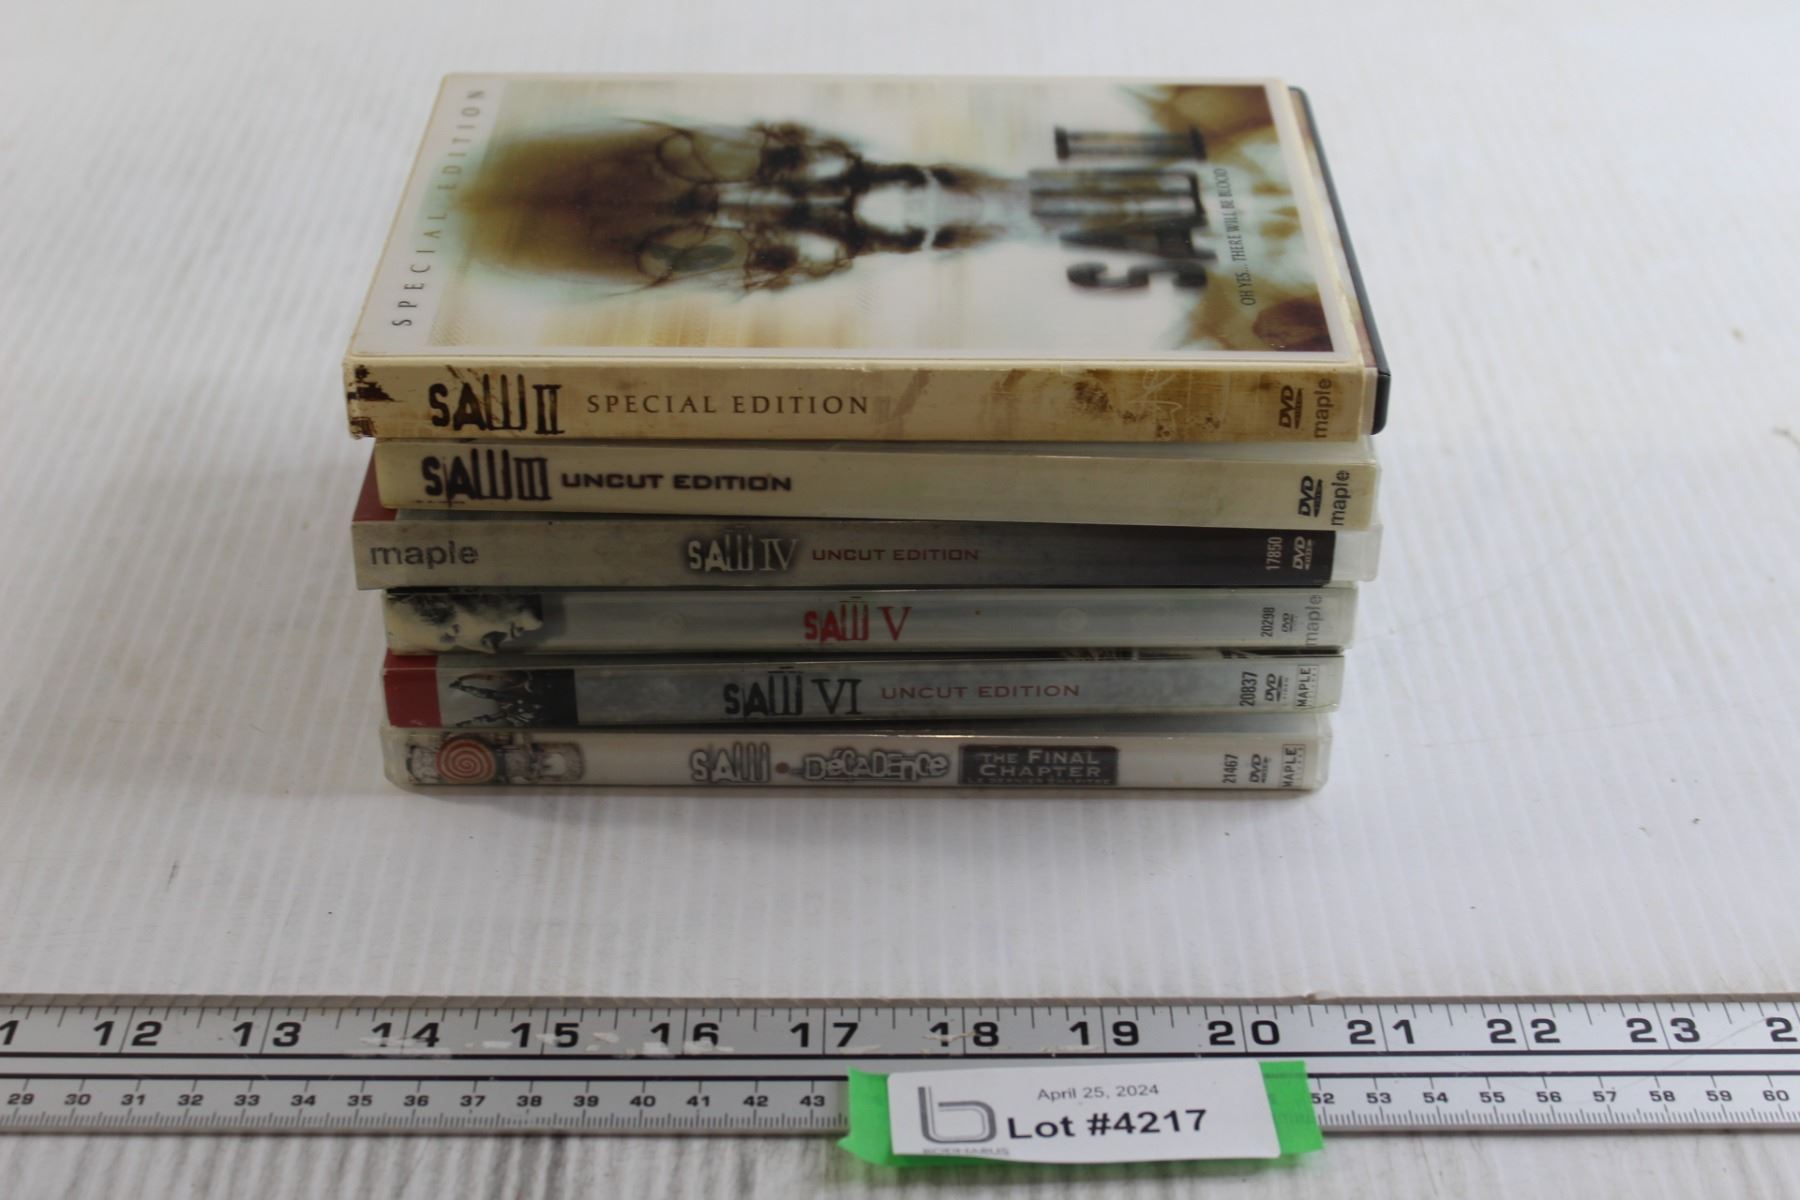 SPECIAL EDITION
SAW II
OH YES... THERE WILL BE BLOOD
SAW II SPECIAL EDITION DVD maple
SAW III UNCUT EDITION DVD maple
maple SAW IV UNCUT EDITION 17850 DVD
SAW V 20298 DVD maple
SAW VI UNCUT EDITION 20837 DVD MAPLE
SAW • DÉCADENCE THE FINAL CHAPTER 21467 DVD MAPLE
1 12 13 14 15 16 17 18 19 20 21 22 23 2
29 30 31 32 33 34 35 36 37 38 39 40 41 42 43 52 53 54 55 56 57 58 59 60
April 25, 2024
Lot #4217